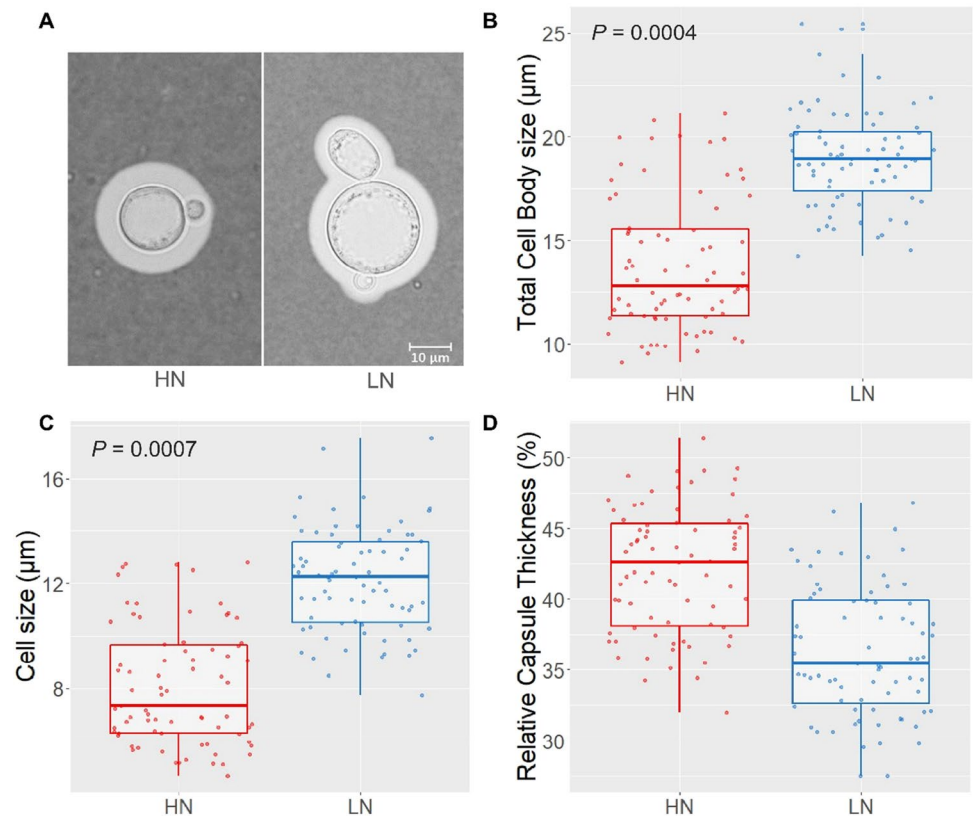 A
HN
LN
10 µm
B
P = 0.0004
Total Cell Body size (µm)
25
20
15
10
HN
LN
C
P = 0.0007
Cell size (µm)
16
12
8
HN
LN
D
Relative Capsule Thickness (%)
50
45
40
35
30
HN
LN